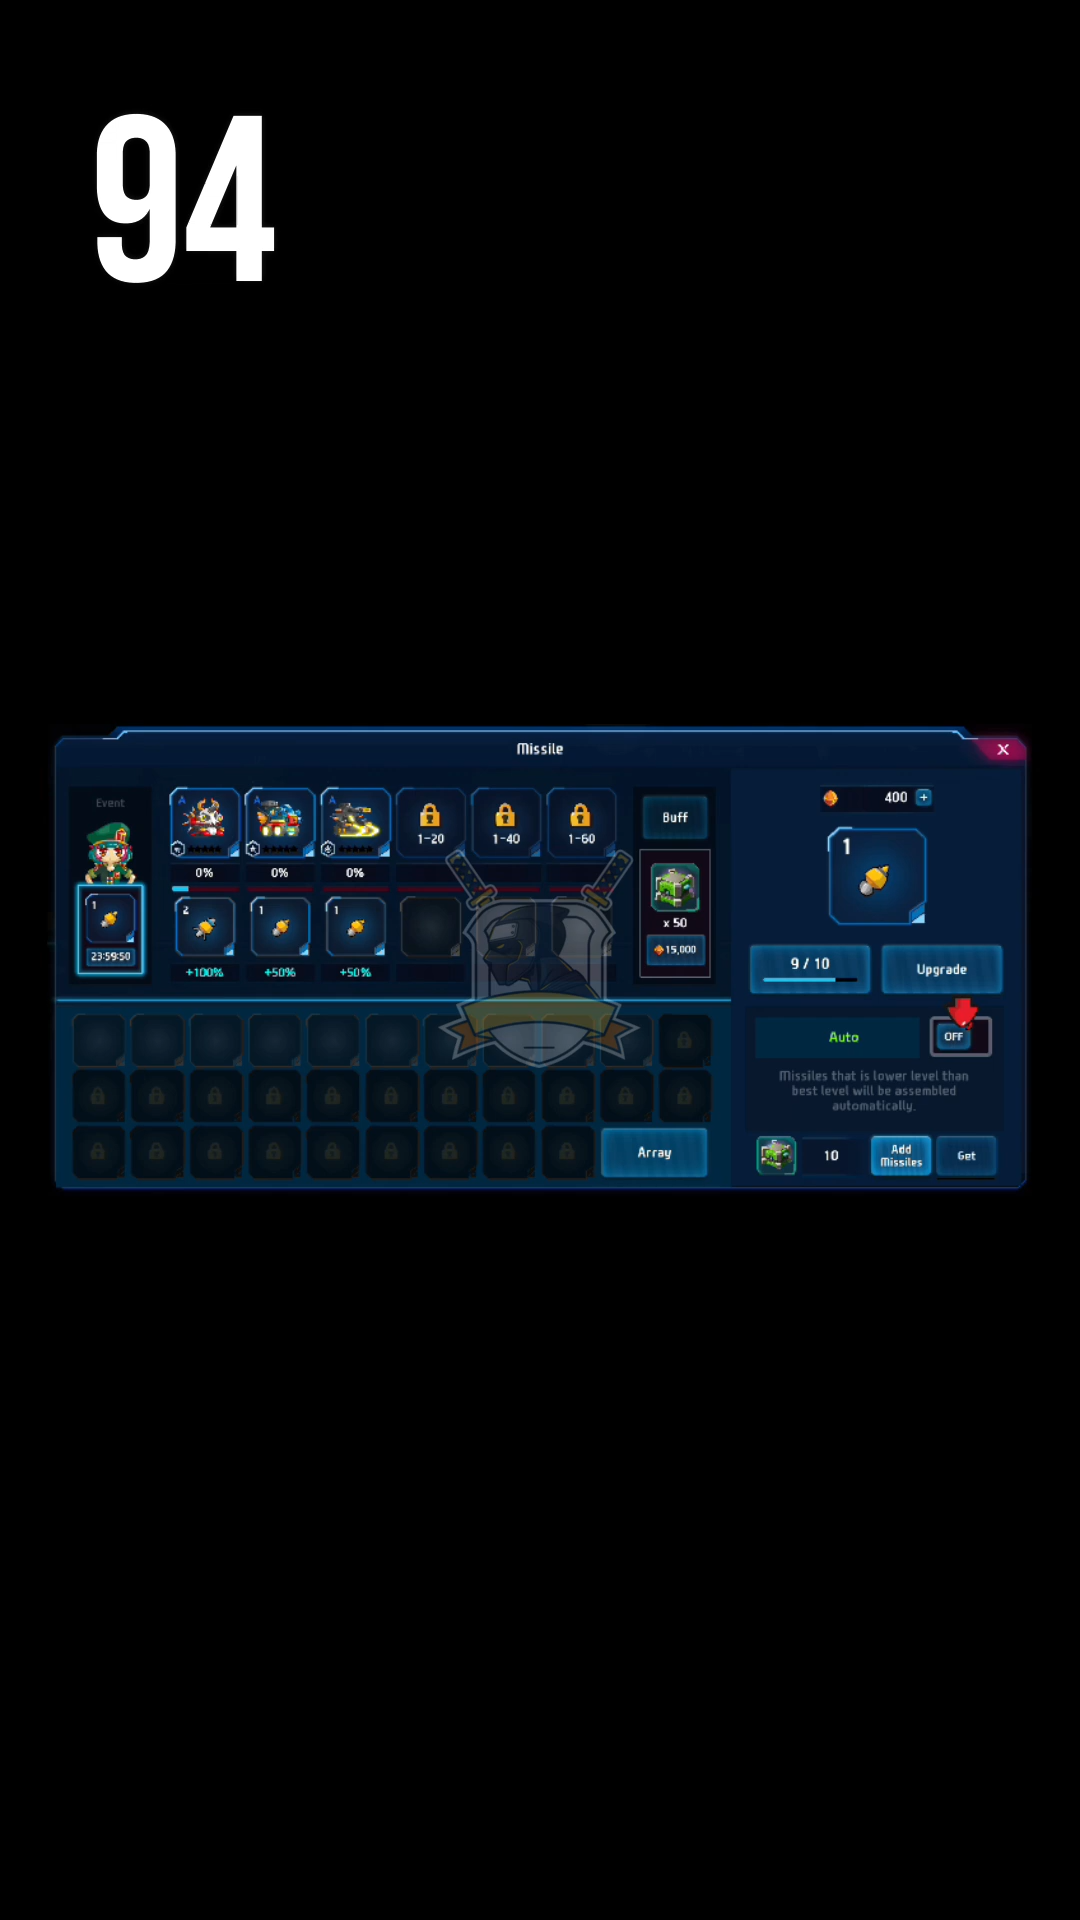 94
Missile
X
Event
1
23:59:50
A
A
A
1-20
1-40
1-60
0%
0%
0%
2
1
1
+100%
+50%
+50%
Buff
x 50
15,000
Array
400
1
9 / 10
Upgrade
Auto
OFF
Missiles that is lower level than
best level will be assembled
automatically.
10
Add
Missiles
Get